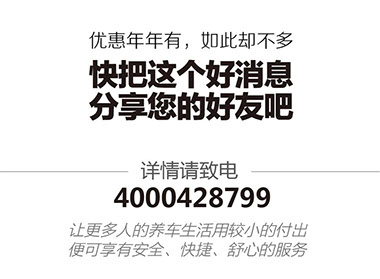 优惠年年有，如此却不多
快把这个好消息
分享您的好友吧
详情请致电
4000428799
让更多人的养车生活用较小的付出
便可享有安全、快捷、舒心的服务